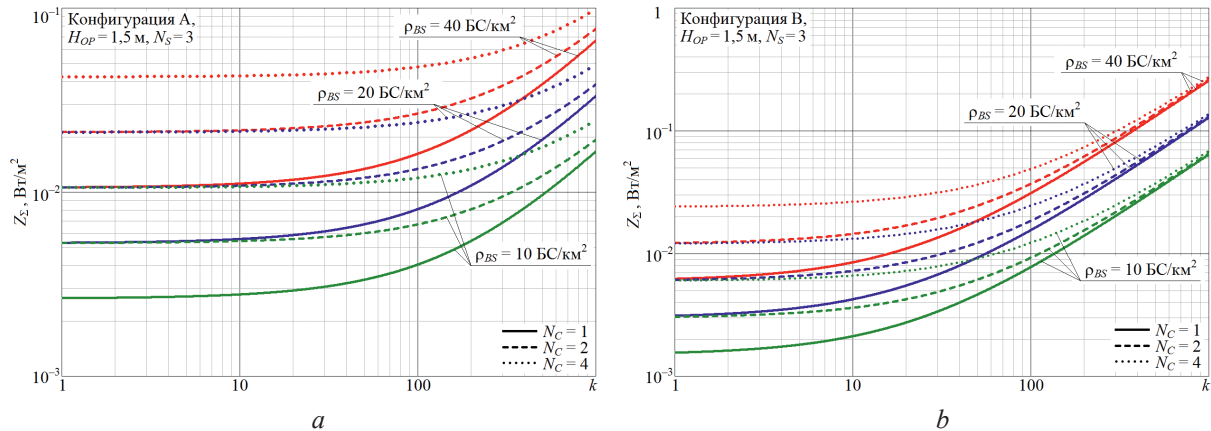 Конфигурация А,
H_OP = 1,5 м, N_S = 3
ρ_BS = 40 БС/км²
ρ_BS = 20 БС/км²
ρ_BS = 10 БС/км²
Z_Σ, Вт/м²
10⁻¹
10⁻²
10⁻³
N_C = 1
N_C = 2
N_C = 4
1 10 100 k
a
Конфигурация В,
H_OP = 1,5 м, N_S = 3
ρ_BS = 40 БС/км²
ρ_BS = 20 БС/км²
ρ_BS = 10 БС/км²
Z_Σ, Вт/м²
1
10⁻¹
10⁻²
10⁻³
N_C = 1
N_C = 2
N_C = 4
1 10 100 k
b